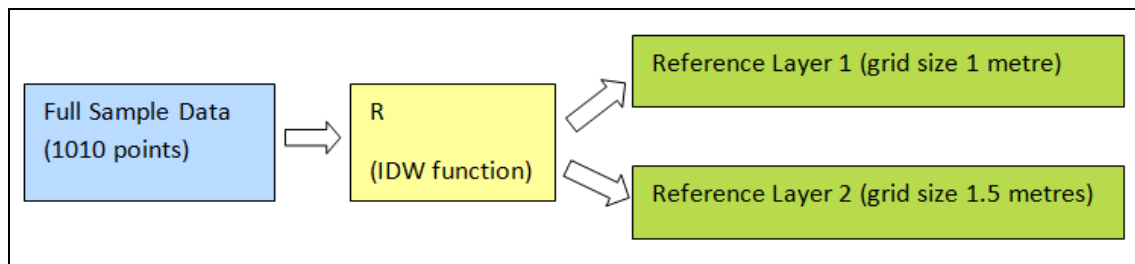 Full Sample Data
(1010 points)
R
(IDW function)
Reference Layer 1 (grid size 1 metre)
Reference Layer 2 (grid size 1.5 metres)